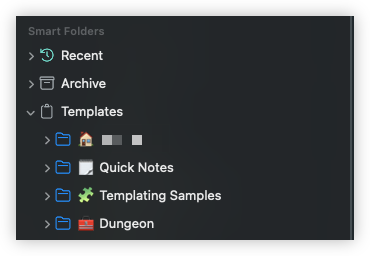 Smart Folders
Recent
Archive
Templates
Quick Notes
Templating Samples
Dungeon